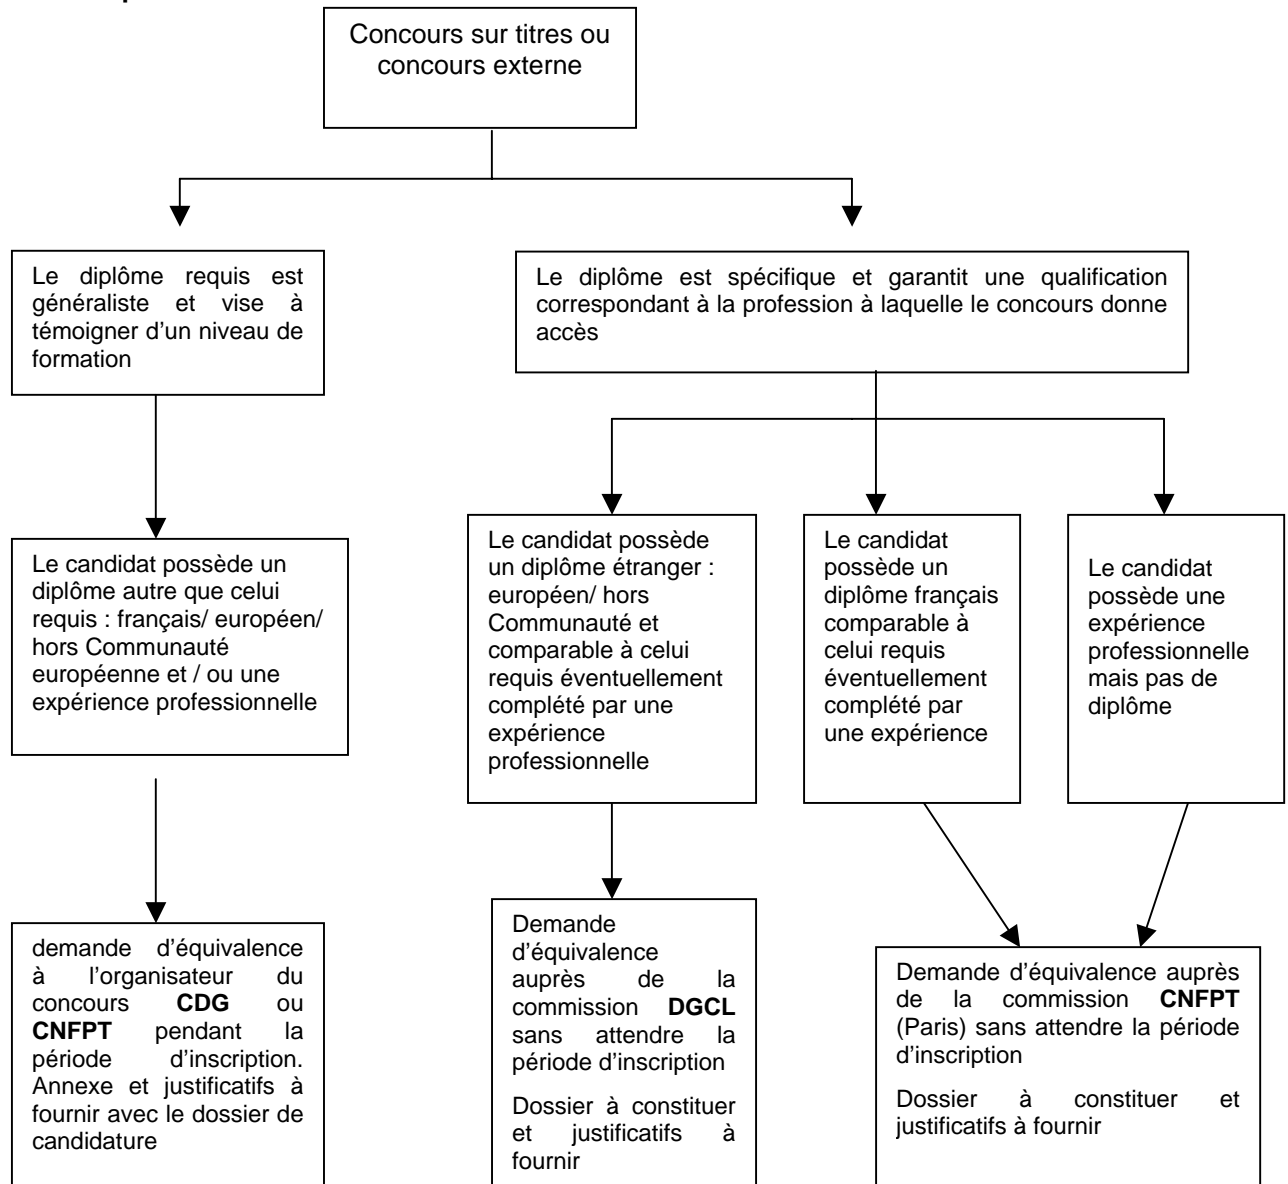 Concours sur titres ou
concours externe
Le diplôme requis est
généraliste et vise à
témoigner d'un niveau de
formation
Le diplôme est spécifique et garantit une qualification
correspondant à la profession à laquelle le concours donne
accès
Le candidat possède un
diplôme autre que celui
requis : français/ européen/
hors Communauté
européenne et / ou une
expérience professionnelle
Le candidat possède
un diplôme étranger :
européen/ hors
Communauté et
comparable à celui
requis éventuellement
complété par une
expérience
professionnelle
Le candidat
possède un
diplôme français
comparable à
celui requis
éventuellement
complété par
une expérience
Le candidat
possède une
expérience
professionnelle
mais pas de
diplôme
demande d'équivalence
à l'organisateur du
concours CDG ou
CNFPT pendant la
période d'inscription.
Annexe et justificatifs à
fournir avec le dossier de
candidature
Demande
d'équivalence
auprès de la
commission DGCL
sans attendre la
période d'inscription
Dossier à constituer
et justificatifs à
fournir
Demande d'équivalence auprès
de la commission CNFPT
(Paris) sans attendre la période
d'inscription
Dossier à constituer et
justificatifs à fournir